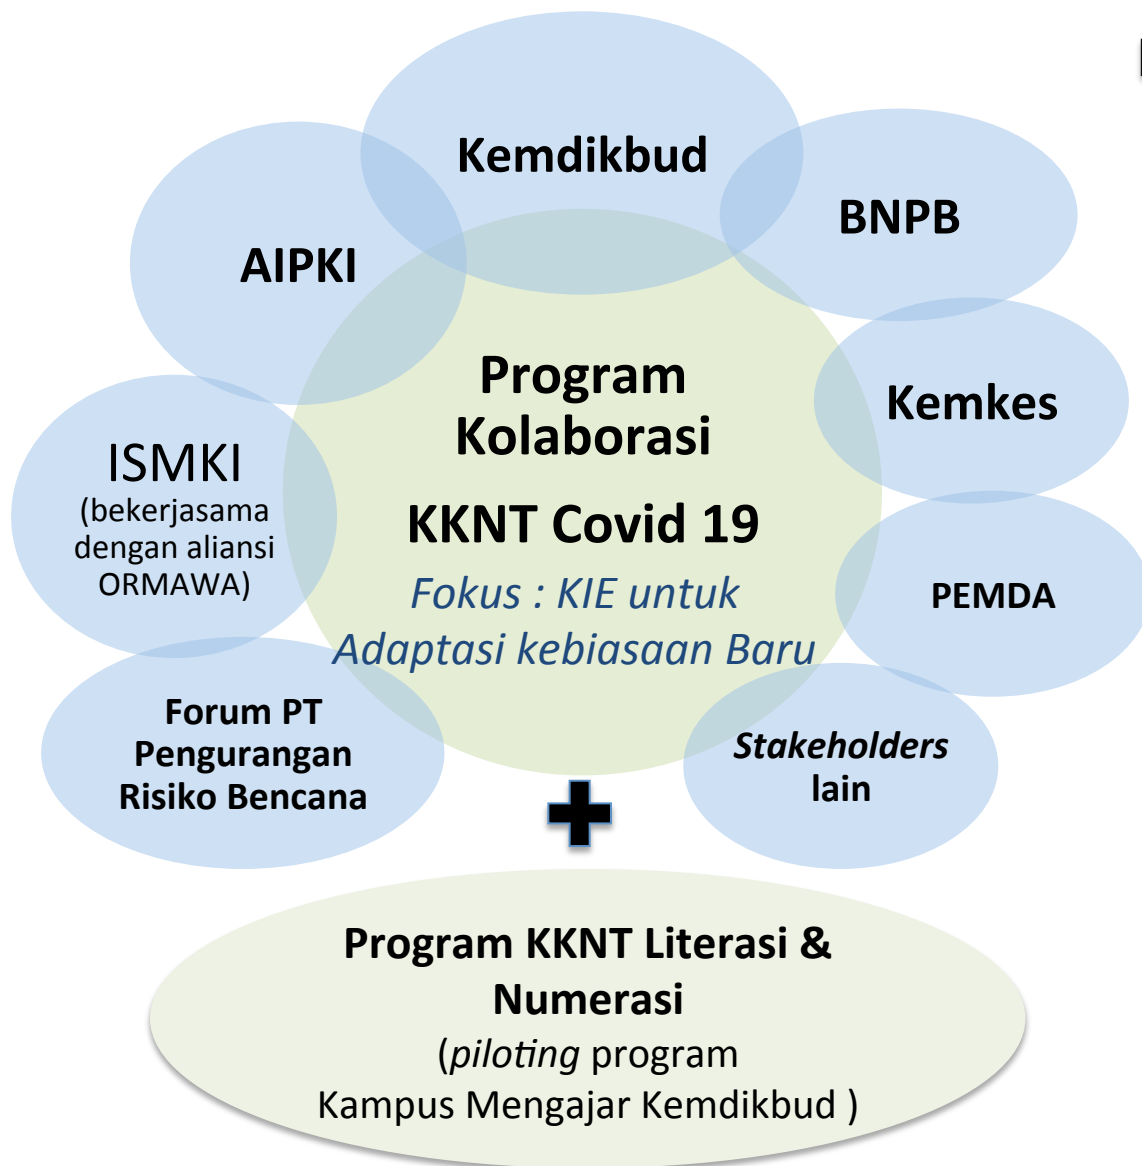 Kemdikbud
BNPB
AIPKI
Kemkes
Program
Kolaborasi
KKNT Covid 19
Fokus : KIE untuk
Adaptasi kebiasaan Baru
ISMKI
(bekerjasama
dengan aliansi
ORMAWA)
PEMDA
Forum PT
Pengurangan
Risiko Bencana
Stakeholders
lain
Program KKNT Literasi &
Numerasi
(piloting program
Kampus Mengajar Kemdikbud )